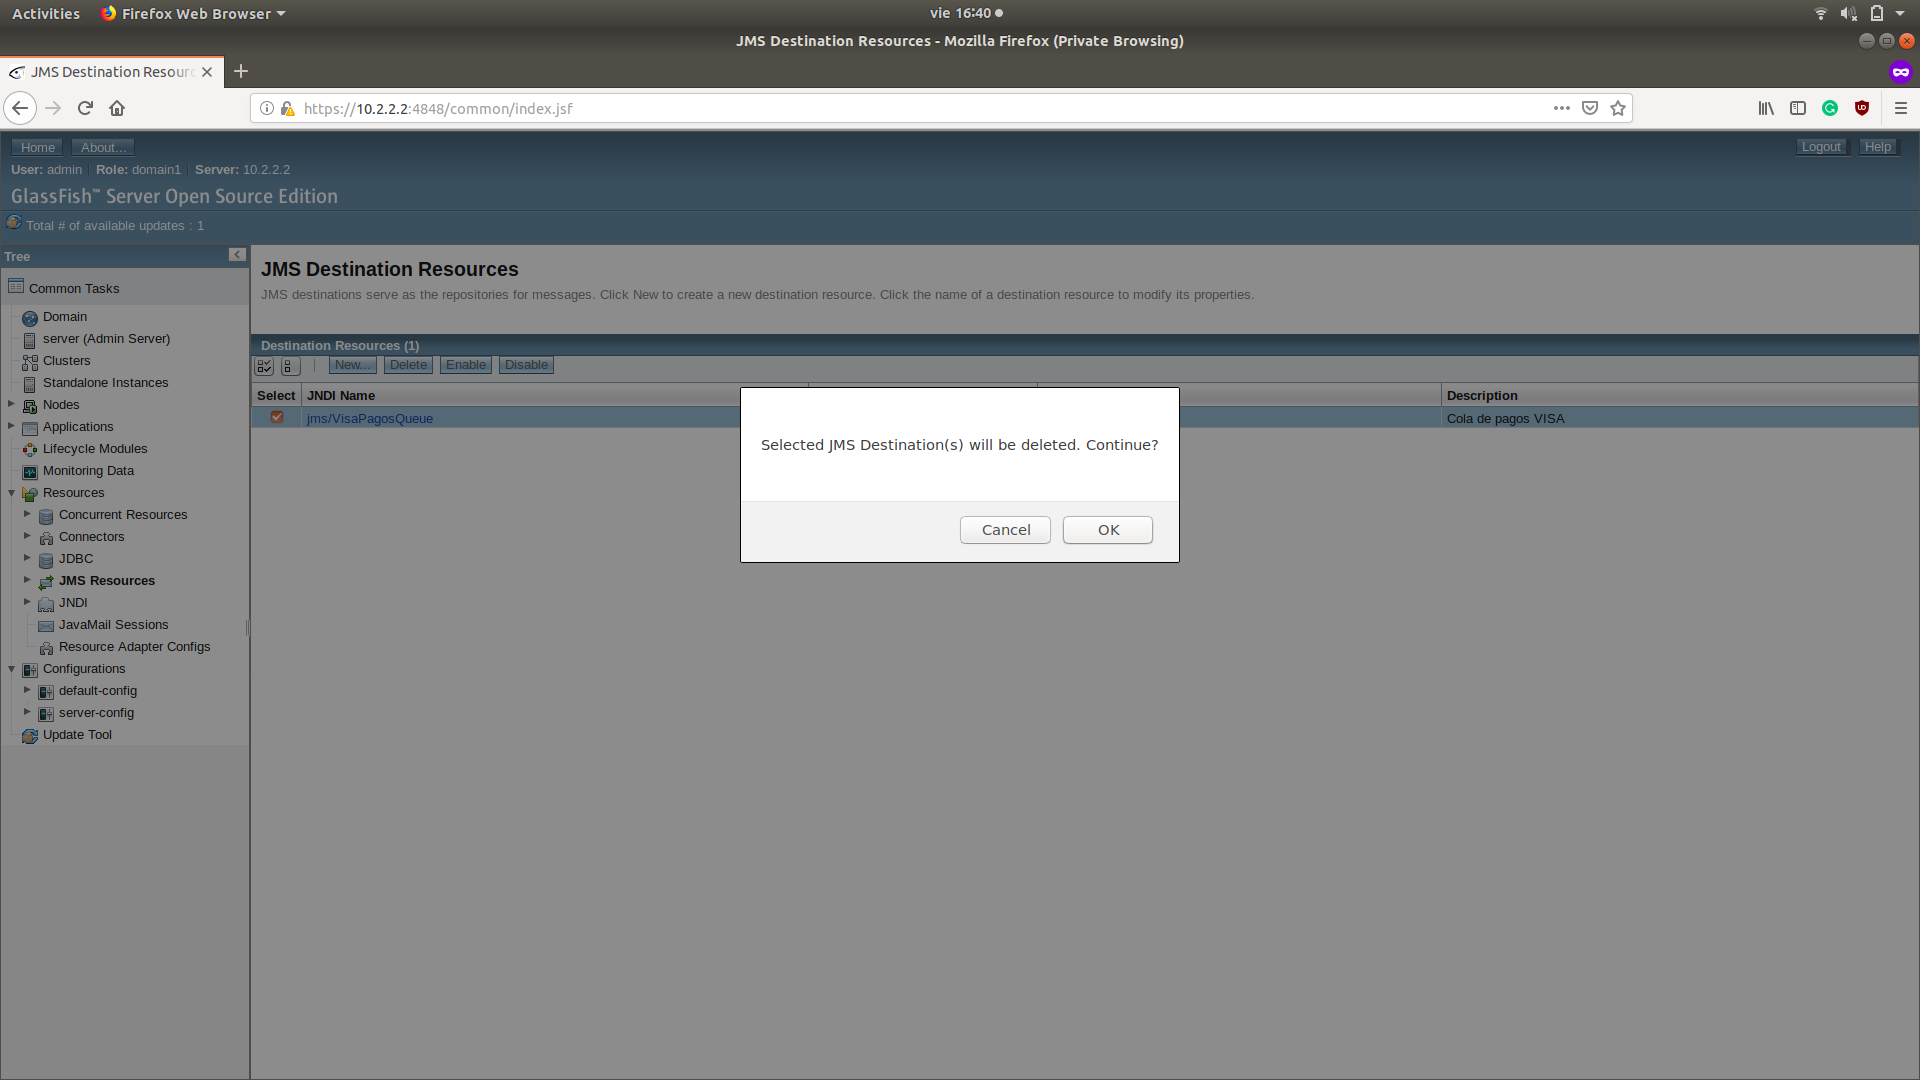 Activities
Firefox Web Browser
vie 16:40
JMS Destination Resources - Mozilla Firefox (Private Browsing)
JMS Destination Resourc
https://10.2.2.2:4848/common/index.jsf
Home
About...
Logout
Help
User: admin
Role: domain1
Server: 10.2.2.2
GlassFish™ Server Open Source Edition
Total # of available updates : 1
Tree
Common Tasks
Domain
server (Admin Server)
Clusters
Standalone Instances
Nodes
Applications
Lifecycle Modules
Monitoring Data
Resources
Concurrent Resources
Connectors
JDBC
JMS Resources
JNDI
JavaMail Sessions
Resource Adapter Configs
Configurations
default-config
server-config
Update Tool
JMS Destination Resources
JMS destinations serve as the repositories for messages. Click New to create a new destination resource. Click the name of a destination resource to modify its properties.
Destination Resources (1)
New...
Delete
Enable
Disable
Select
JNDI Name
Description
jms/VisaPagosQueue
Cola de pagos VISA
Selected JMS Destination(s) will be deleted. Continue?
Cancel
OK